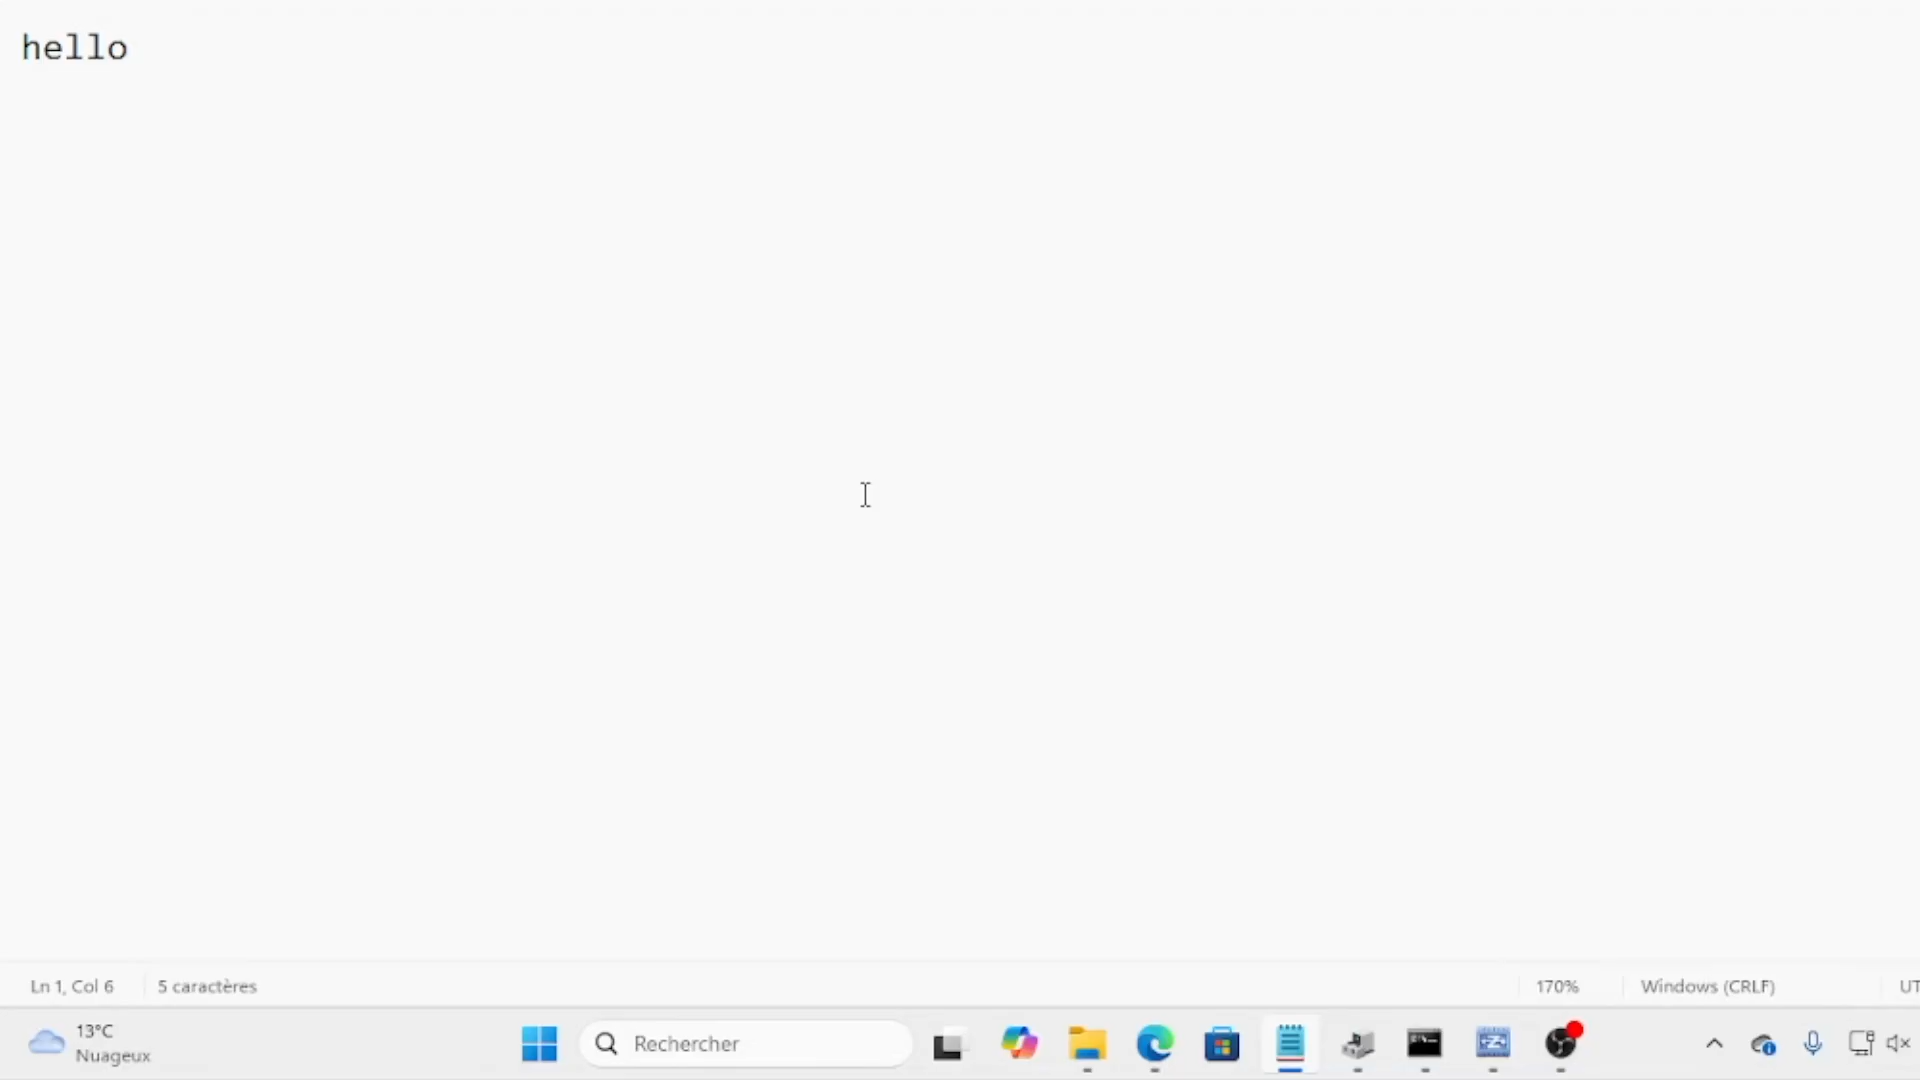 hello
Ln 1, Col 6 5 caractères 170% Windows (CRLF) UT
13°C
Nuageux
Rechercher